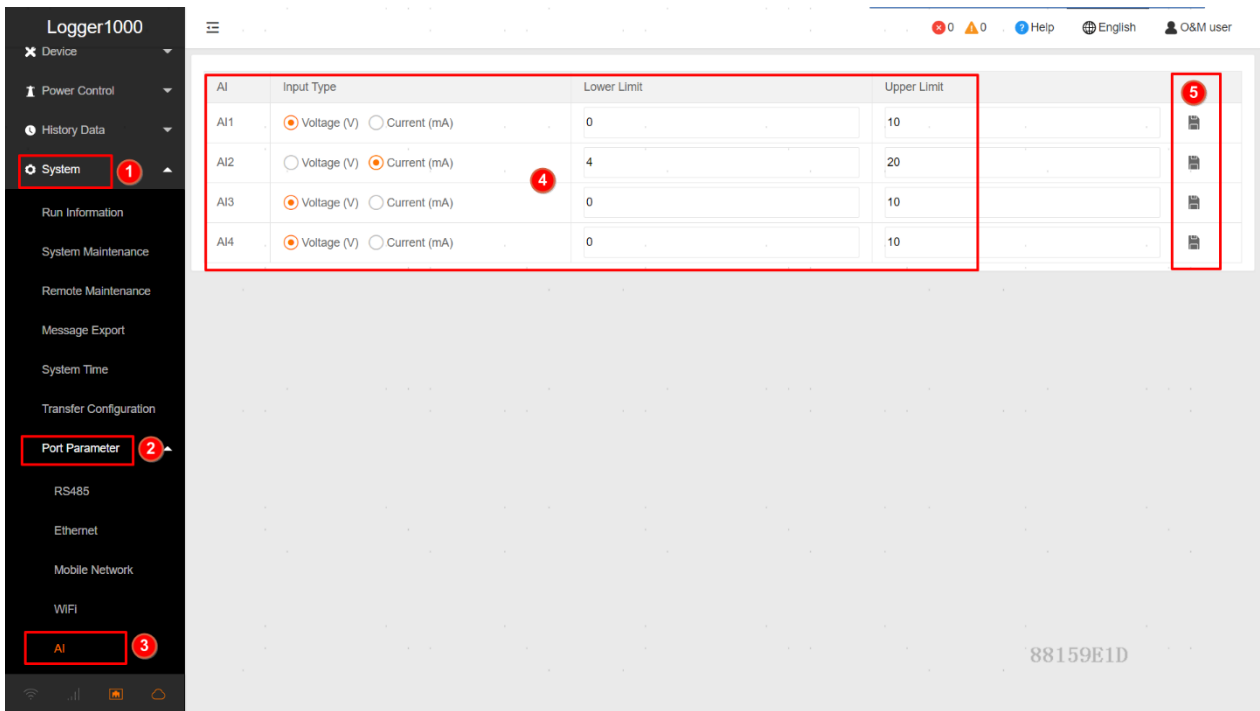 Logger1000
0 0 Help English O&M user
Device
Power Control
History Data
System 1
Run Information
System Maintenance
Remote Maintenance
Message Export
System Time
Transfer Configuration
Port Parameter 2
RS485
Ethernet
Mobile Network
WiFi
AI 3
AI Input Type Lower Limit Upper Limit 5
AI1 Voltage (V) Current (mA) 0 10
AI2 Voltage (V) Current (mA) 4 20
4
AI3 Voltage (V) Current (mA) 0 10
AI4 Voltage (V) Current (mA) 0 10
88159E1D